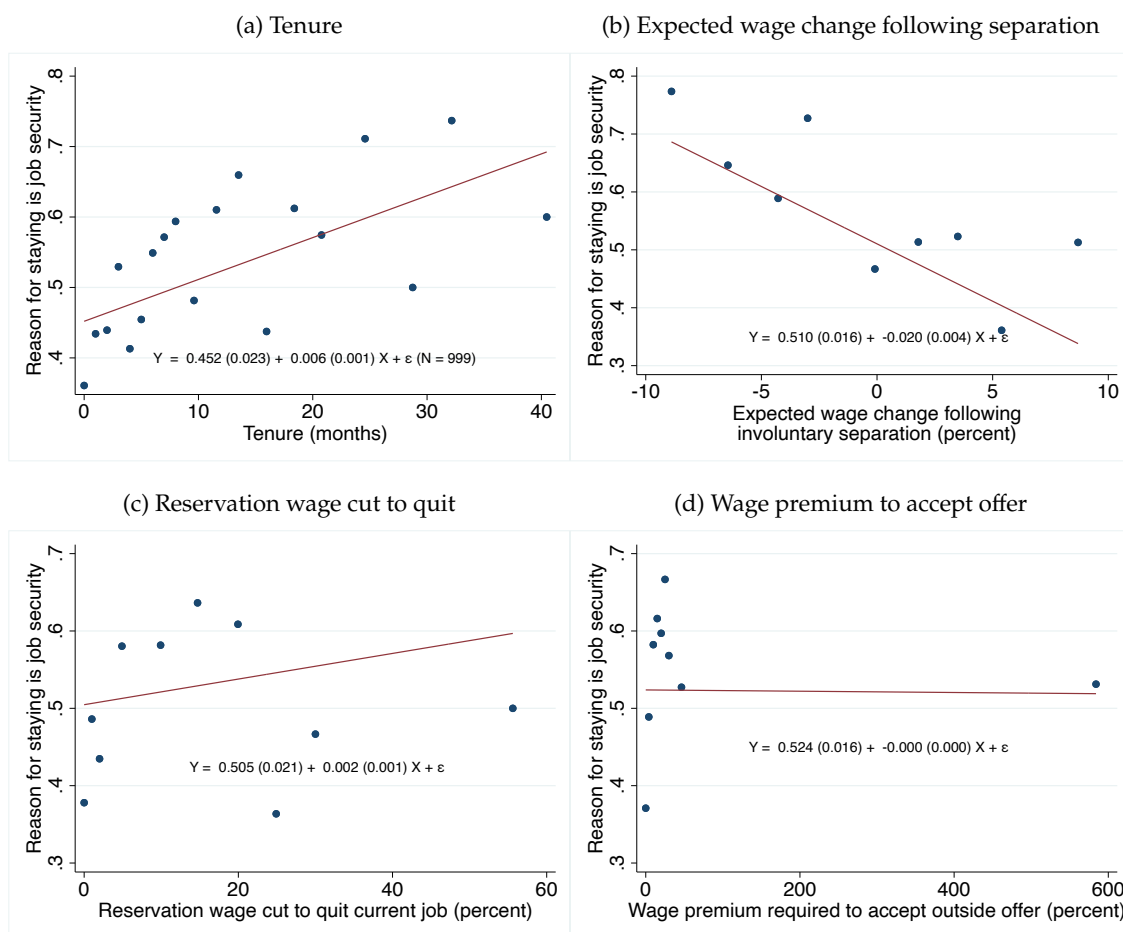 (a) Tenure
Reason for staying is job security
.8
.7
.6
.5
.4
Y = 0.452 (0.023) + 0.006 (0.001) X + ε (N = 999)
0 10 20 30 40
Tenure (months)
(b) Expected wage change following separation
Reason for staying is job security
.8
.7
.6
.5
.4
.3
Y = 0.510 (0.016) + -0.020 (0.004) X + ε
-10 -5 0 5 10
Expected wage change following
involuntary separation (percent)
(c) Reservation wage cut to quit
Reason for staying is job security
.7
.6
.5
.4
.3
Y = 0.505 (0.021) + 0.002 (0.001) X + ε
0 20 40 60
Reservation wage cut to quit current job (percent)
(d) Wage premium to accept offer
Reason for staying is job security
.7
.6
.5
.4
.3
Y = 0.524 (0.016) + -0.000 (0.000) X + ε
0 200 400 600
Wage premium required to accept outside offer (percent)